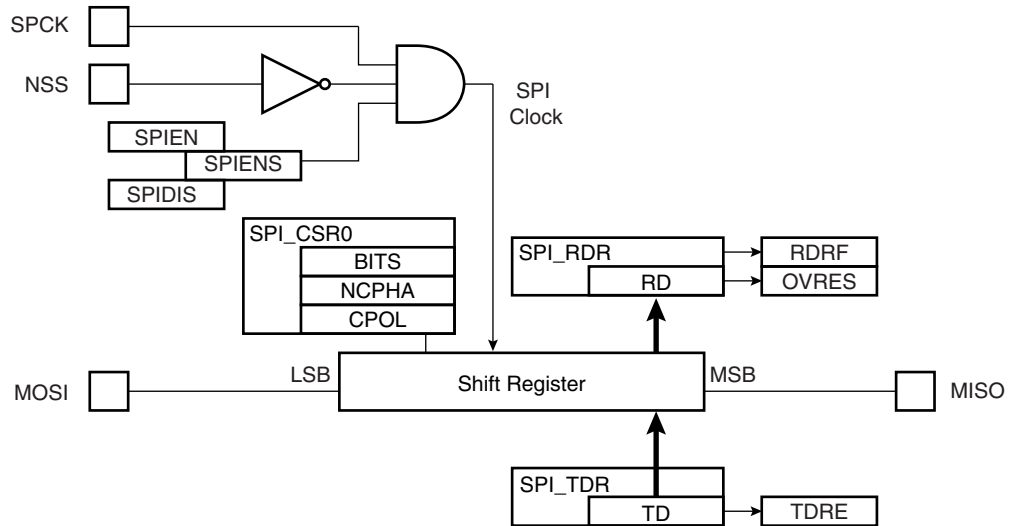 SPCK
NSS
SPI
Clock
SPIEN
SPIENS
SPIDIS
SPI_CSR0
BITS
NCPHA
CPOL
SPI_RDR
RD
RDRF
OVRES
MOSI
LSB
Shift Register
MSB
MISO
SPI_TDR
TD
TDRE